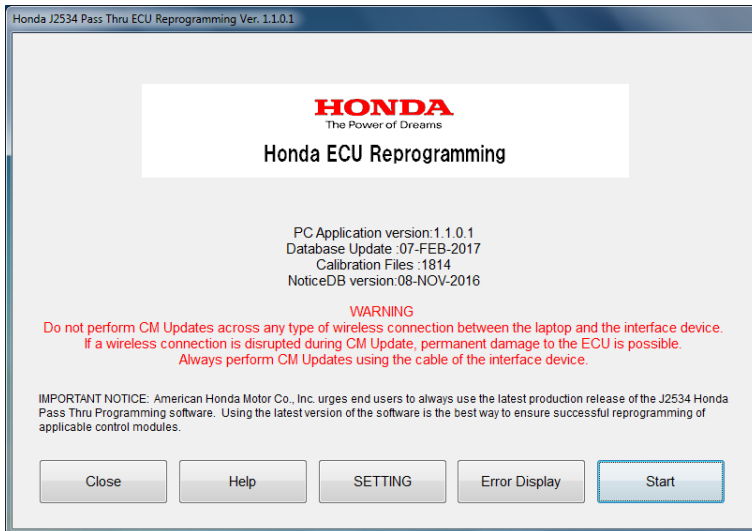 Honda J2534 Pass Thru ECU Reprogramming Ver. 1.1.0.1
HONDA
The Power of Dreams
Honda ECU Reprogramming
PC Application version:1.1.0.1
Database Update :07-FEB-2017
Calibration Files :1814
NoticeDB version:08-NOV-2016
WARNING
Do not perform CM Updates across any type of wireless connection between the laptop and the interface device.
If a wireless connection is disrupted during CM Update, permanent damage to the ECU is possible.
Always perform CM Updates using the cable of the interface device.
IMPORTANT NOTICE: American Honda Motor Co., Inc. urges end users to always use the latest production release of the J2534 Honda
Pass Thru Programming software. Using the latest version of the software is the best way to ensure successful reprogramming of
applicable control modules.
Close Help SETTING Error Display Start